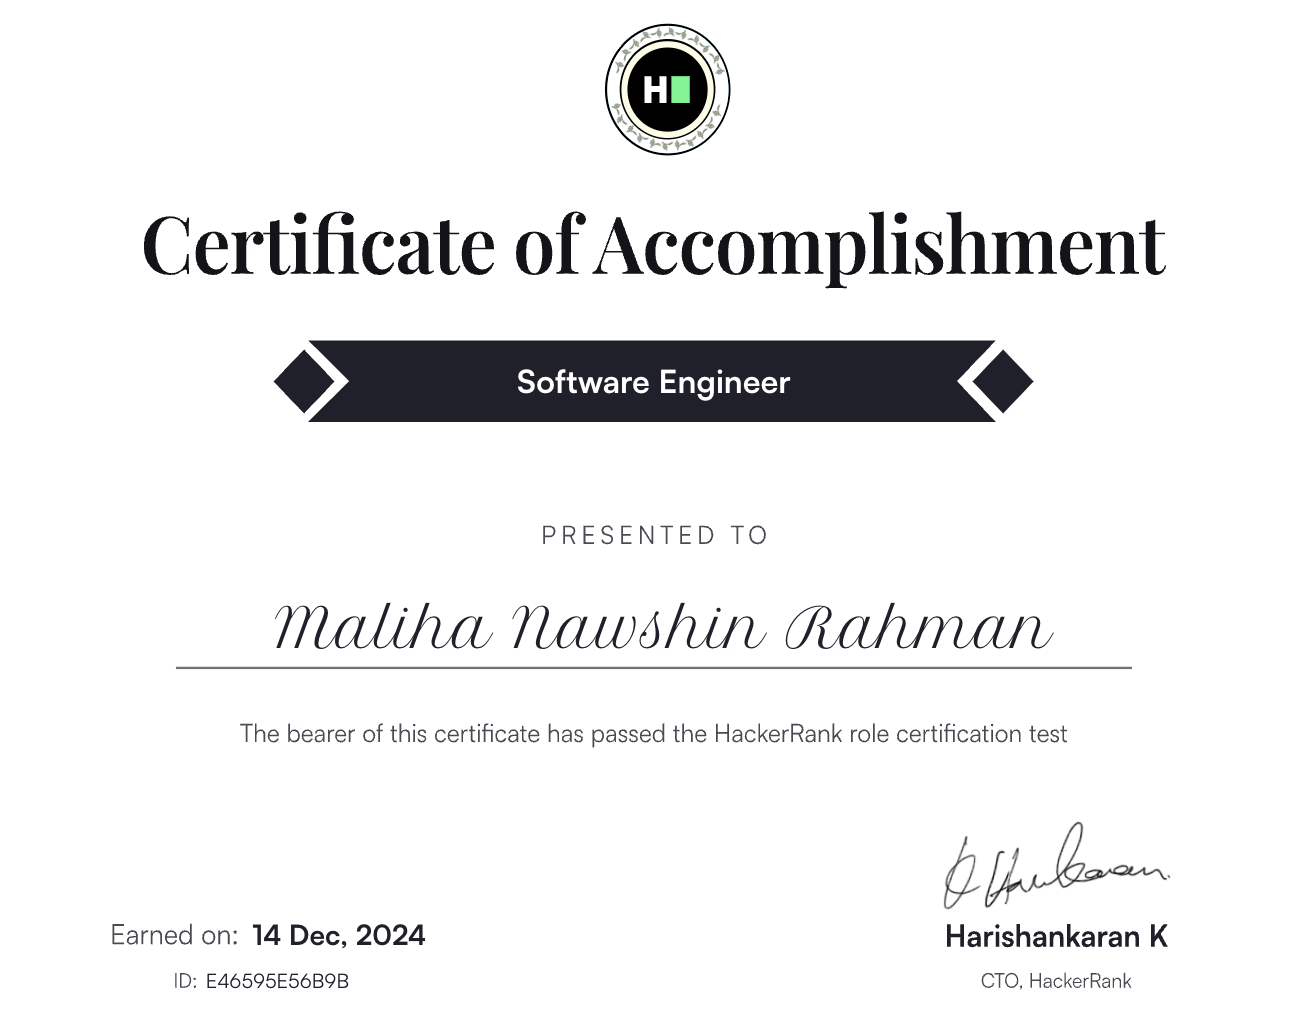 H
Certificate of Accomplishment
Software Engineer
PRESENTED TO
Maliha Nawshin Rahman
The bearer of this certificate has passed the HackerRank role certification test
Earned on: 14 Dec, 2024
ID: E46595E56B9B
Harishankaran K
CTO, HackerRank